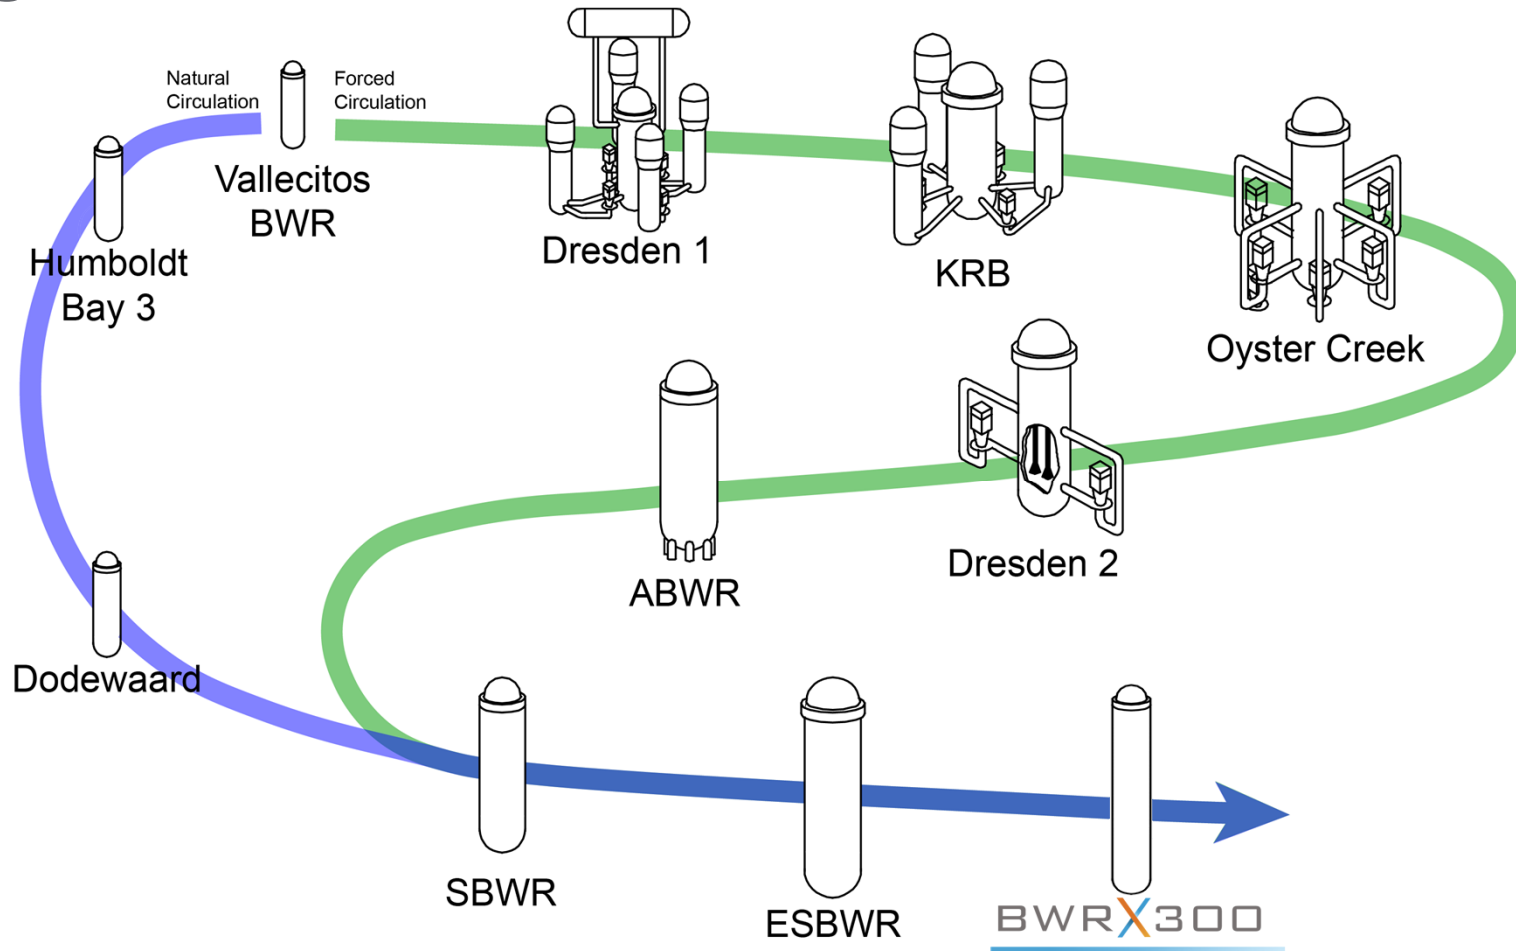 Natural
Circulation
Forced
Circulation
Vallecitos
BWR
Humboldt
Bay 3
Dresden 1
KRB
Oyster Creek
Dresden 2
ABWR
Dodewaard
SBWR
ESBWR
BWRX300